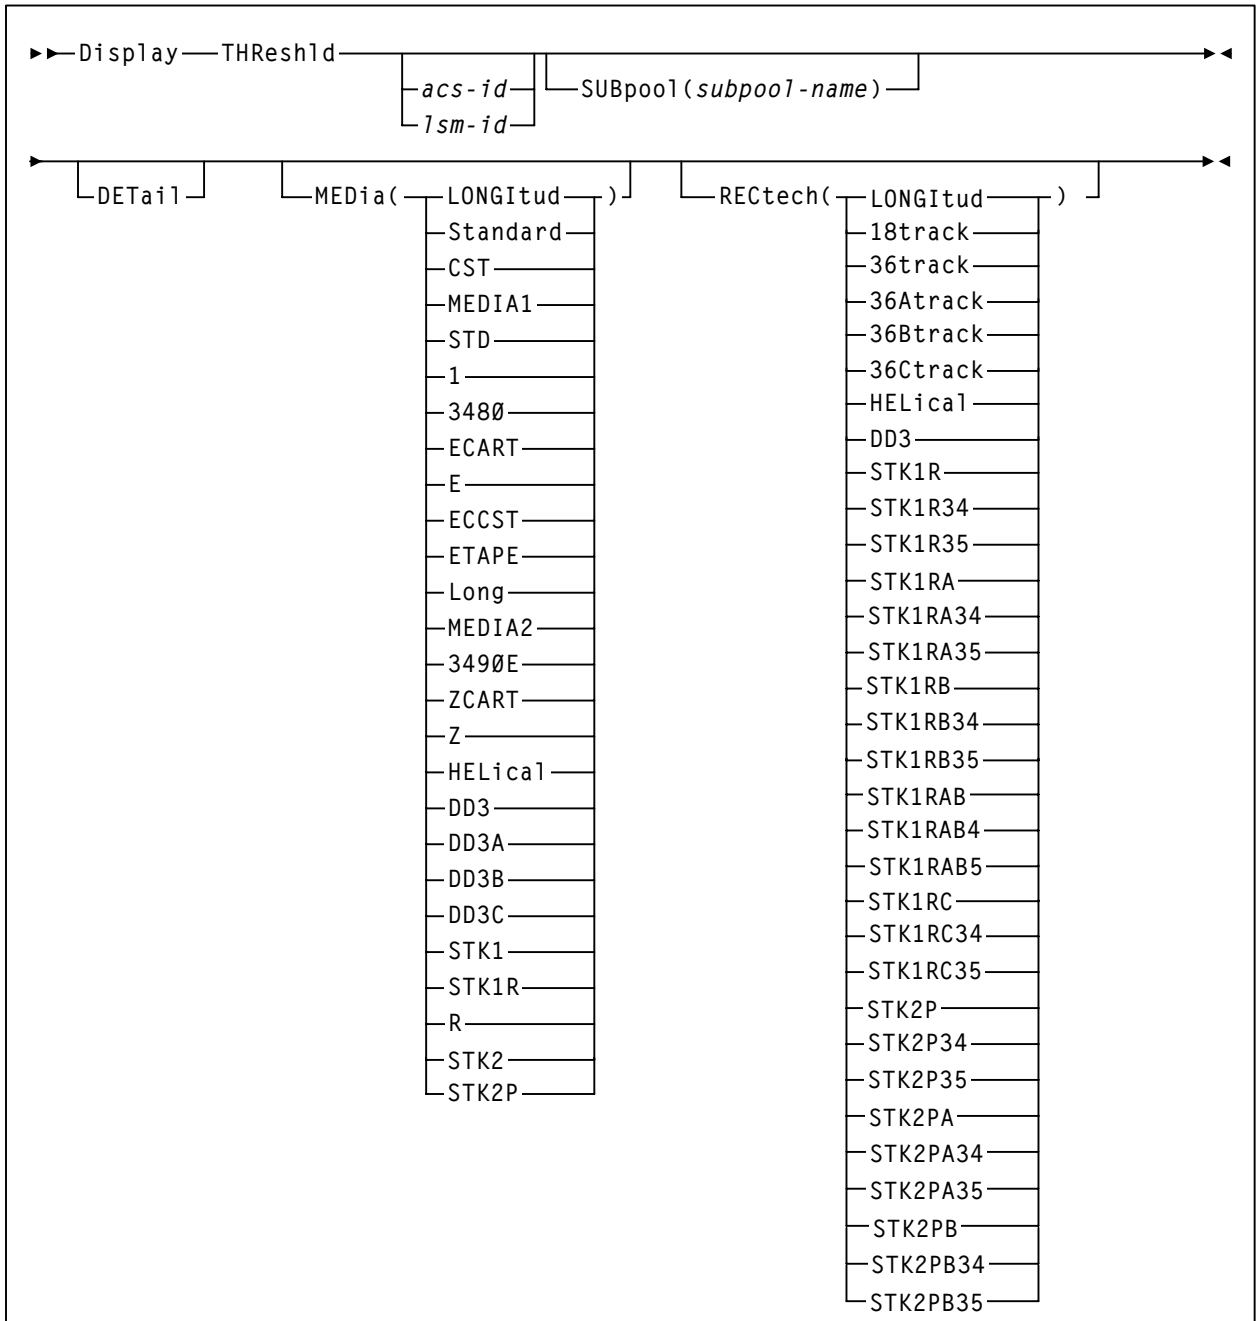 Display THReshld
acs-id SUBpool(subpool-name)
lsm-id
DETail MEDia( LONGItud ) RECtech( LONGItud )
Standard 18track
CST 36track
MEDIA1 36Atrack
STD 36Btrack
1 36Ctrack
3480 HELical
ECART DD3
E STK1R
ECCST STK1R34
ETAPE STK1R35
Long STK1RA
MEDIA2 STK1RA34
3490E STK1RA35
ZCART STK1RB
Z STK1RB34
HELical STK1RB35
DD3 STK1RAB
DD3A STK1RAB4
DD3B STK1RAB5
DD3C STK1RC
STK1 STK1RC34
STK1R STK1RC35
R STK2P
STK2 STK2P34
STK2P STK2P35
STK2PA
STK2PA34
STK2PA35
STK2PB
STK2PB34
STK2PB35